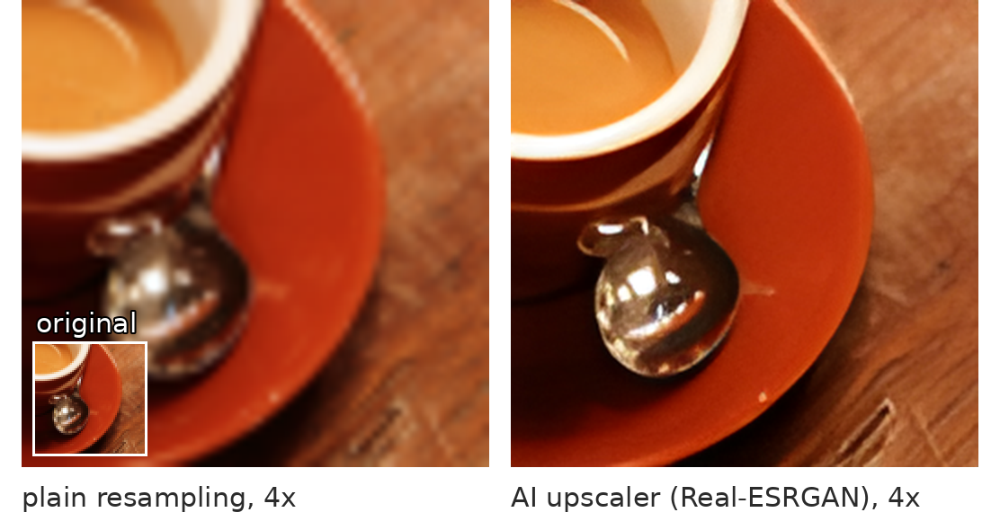 original
plain resampling, 4x
AI upscaler (Real-ESRGAN), 4x